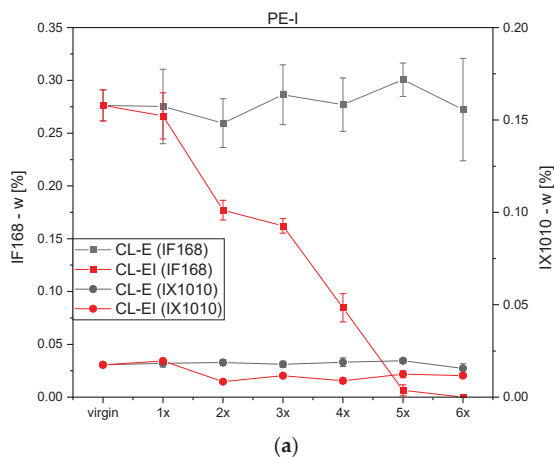 PE-I
0.35
0.30
0.25
0.20
0.15
0.10
0.05
0.00
IF168 - w [%]
0.20
0.15
0.10
0.05
0.00
IX1010 - w [%]
CL-E (IF168)
CL-EI (IF168)
CL-E (IX1010)
CL-EI (IX1010)
virgin 1x 2x 3x 4x 5x 6x
(a)